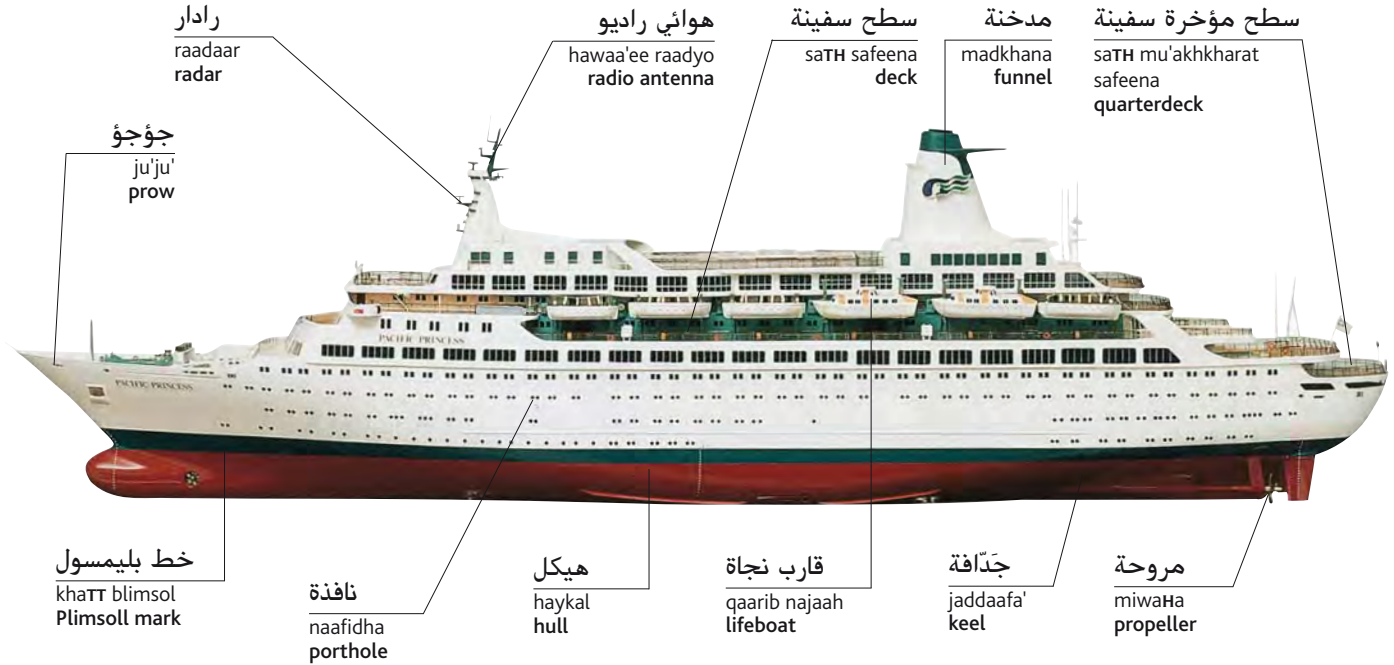 رادار
raadaar
radar
هوائي راديو
hawaa'ee raadyo
radio antenna
سطح سفينة
saTH safeena
deck
مدخنة
madkhana
funnel
سطح مؤخرة سفينة
saTH mu'akhkharat
safeena
quarterdeck
جؤجؤ
ju'ju'
prow
PACIFIC PRINCESS
PACIFIC PRINCESS
خط بليمسول
khaTT blimsol
Plimsoll mark
نافذة
naafidha
porthole
هيكل
haykal
hull
قارب نجاة
qaarib najaah
lifeboat
جَدّافة
jaddaafa'
keel
مروحة
miwaHa
propeller